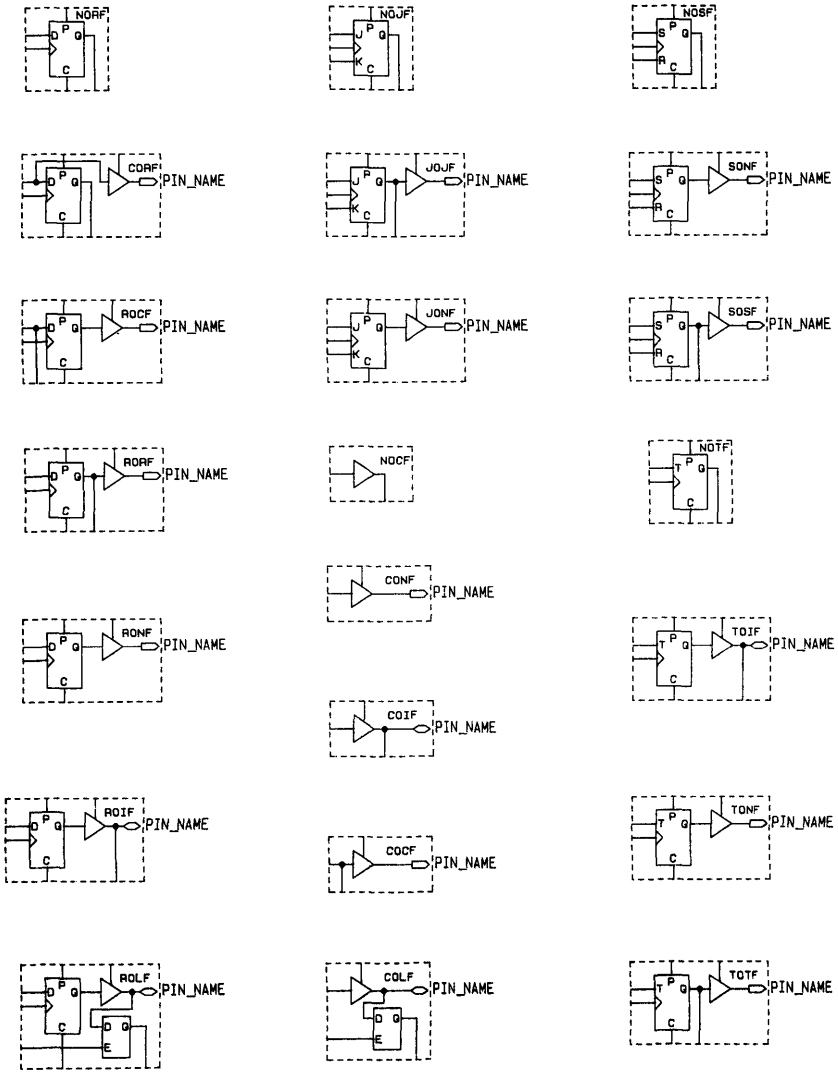 NORF
D P Q
C
NOJF
J P Q
K
C
NOSF
S P Q
R
C
CORF
D P Q
C
PIN_NAME
JOJF
J P Q
K
C
PIN_NAME
SONF
S P Q
R
C
PIN_NAME
ROCF
D P Q
C
PIN_NAME
JONF
J P Q
K
C
PIN_NAME
SOSF
S P Q
R
C
PIN_NAME
RORF
D P Q
C
PIN_NAME
NOCF
NOTF
T P Q
C
CONF
PIN_NAME
RONF
D P Q
C
PIN_NAME
TOIF
T P Q
C
PIN_NAME
COIF
PIN_NAME
ROIF
D P Q
C
PIN_NAME
COCF
PIN_NAME
TONF
T P Q
C
PIN_NAME
ROLF
D P Q
C
PIN_NAME
D Q
E
COLF
PIN_NAME
D Q
E
TOTF
T P Q
C
PIN_NAME